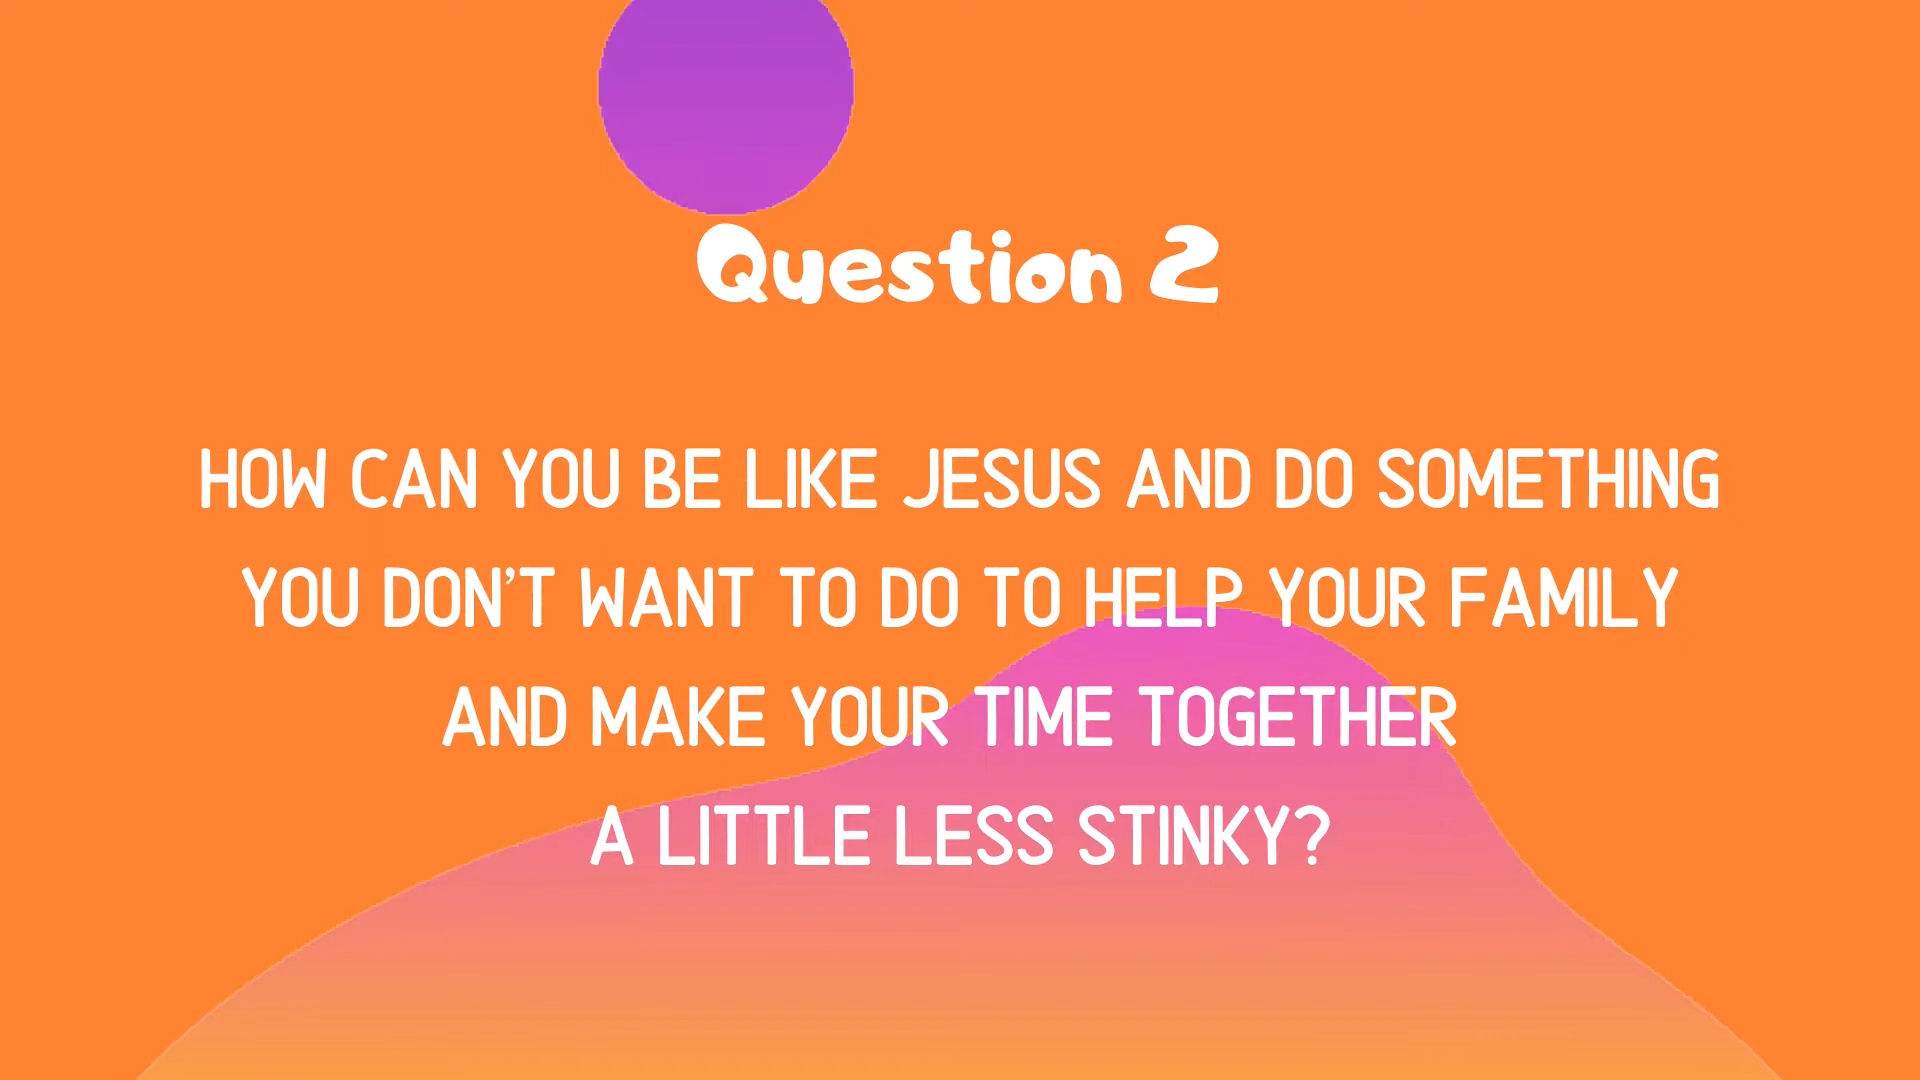 Question 2
HOW CAN YOU BE LIKE JESUS AND DO SOMETHING
YOU DON'T WANT TO DO TO HELP YOUR FAMILY
AND MAKE YOUR TIME TOGETHER
A LITTLE LESS STINKY?